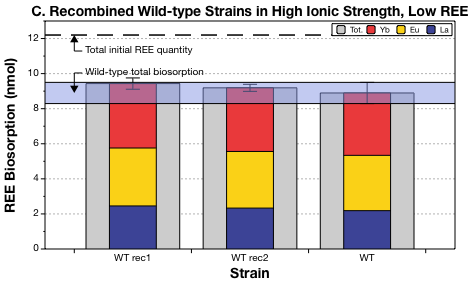 C. Recombined Wild-type Strains in High Ionic Strength, Low REE
Tot. Yb Eu La
Total initial REE quantity
Wild-type total biosorption
REE Biosorption (nmol)
12
10
8
6
4
2
0
WT rec1 WT rec2 WT
Strain